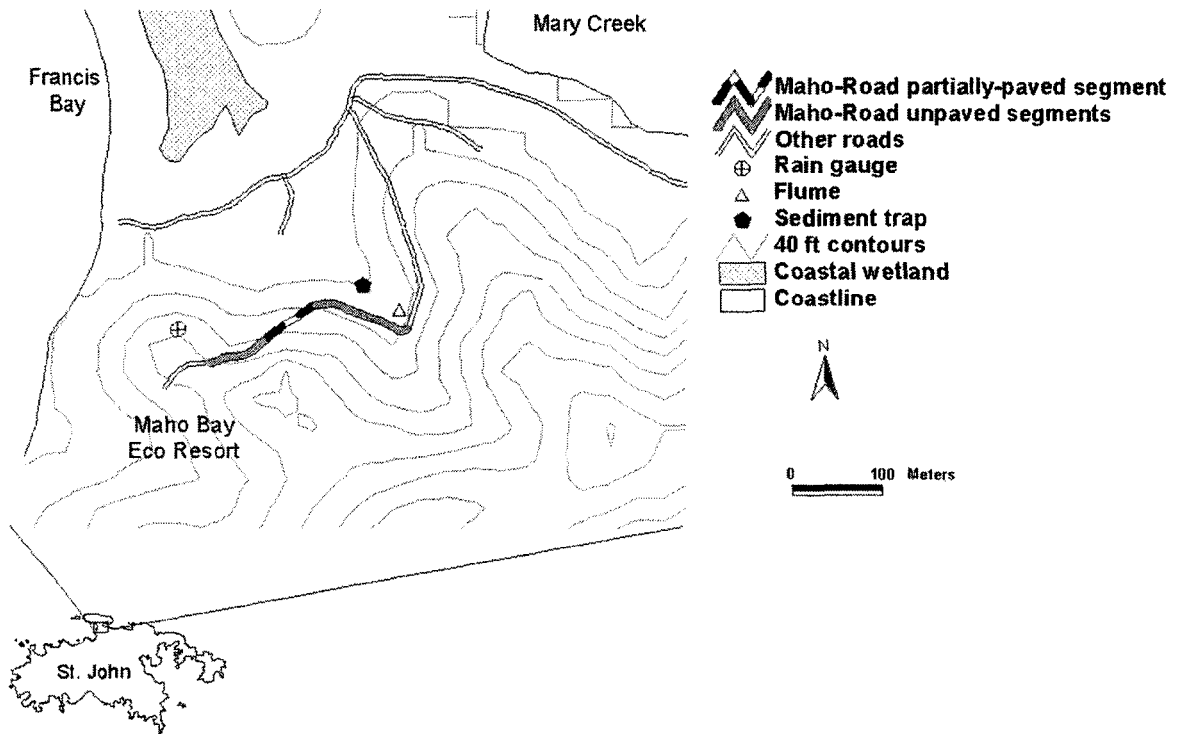 Mary Creek
Francis
Bay
Maho-Road partially-paved segment
Maho-Road unpaved segments
Other roads
Rain gauge
Flume
Sediment trap
40 ft contours
Coastal wetland
Coastline
N
0 100 Meters
Maho Bay
Eco Resort
St. John